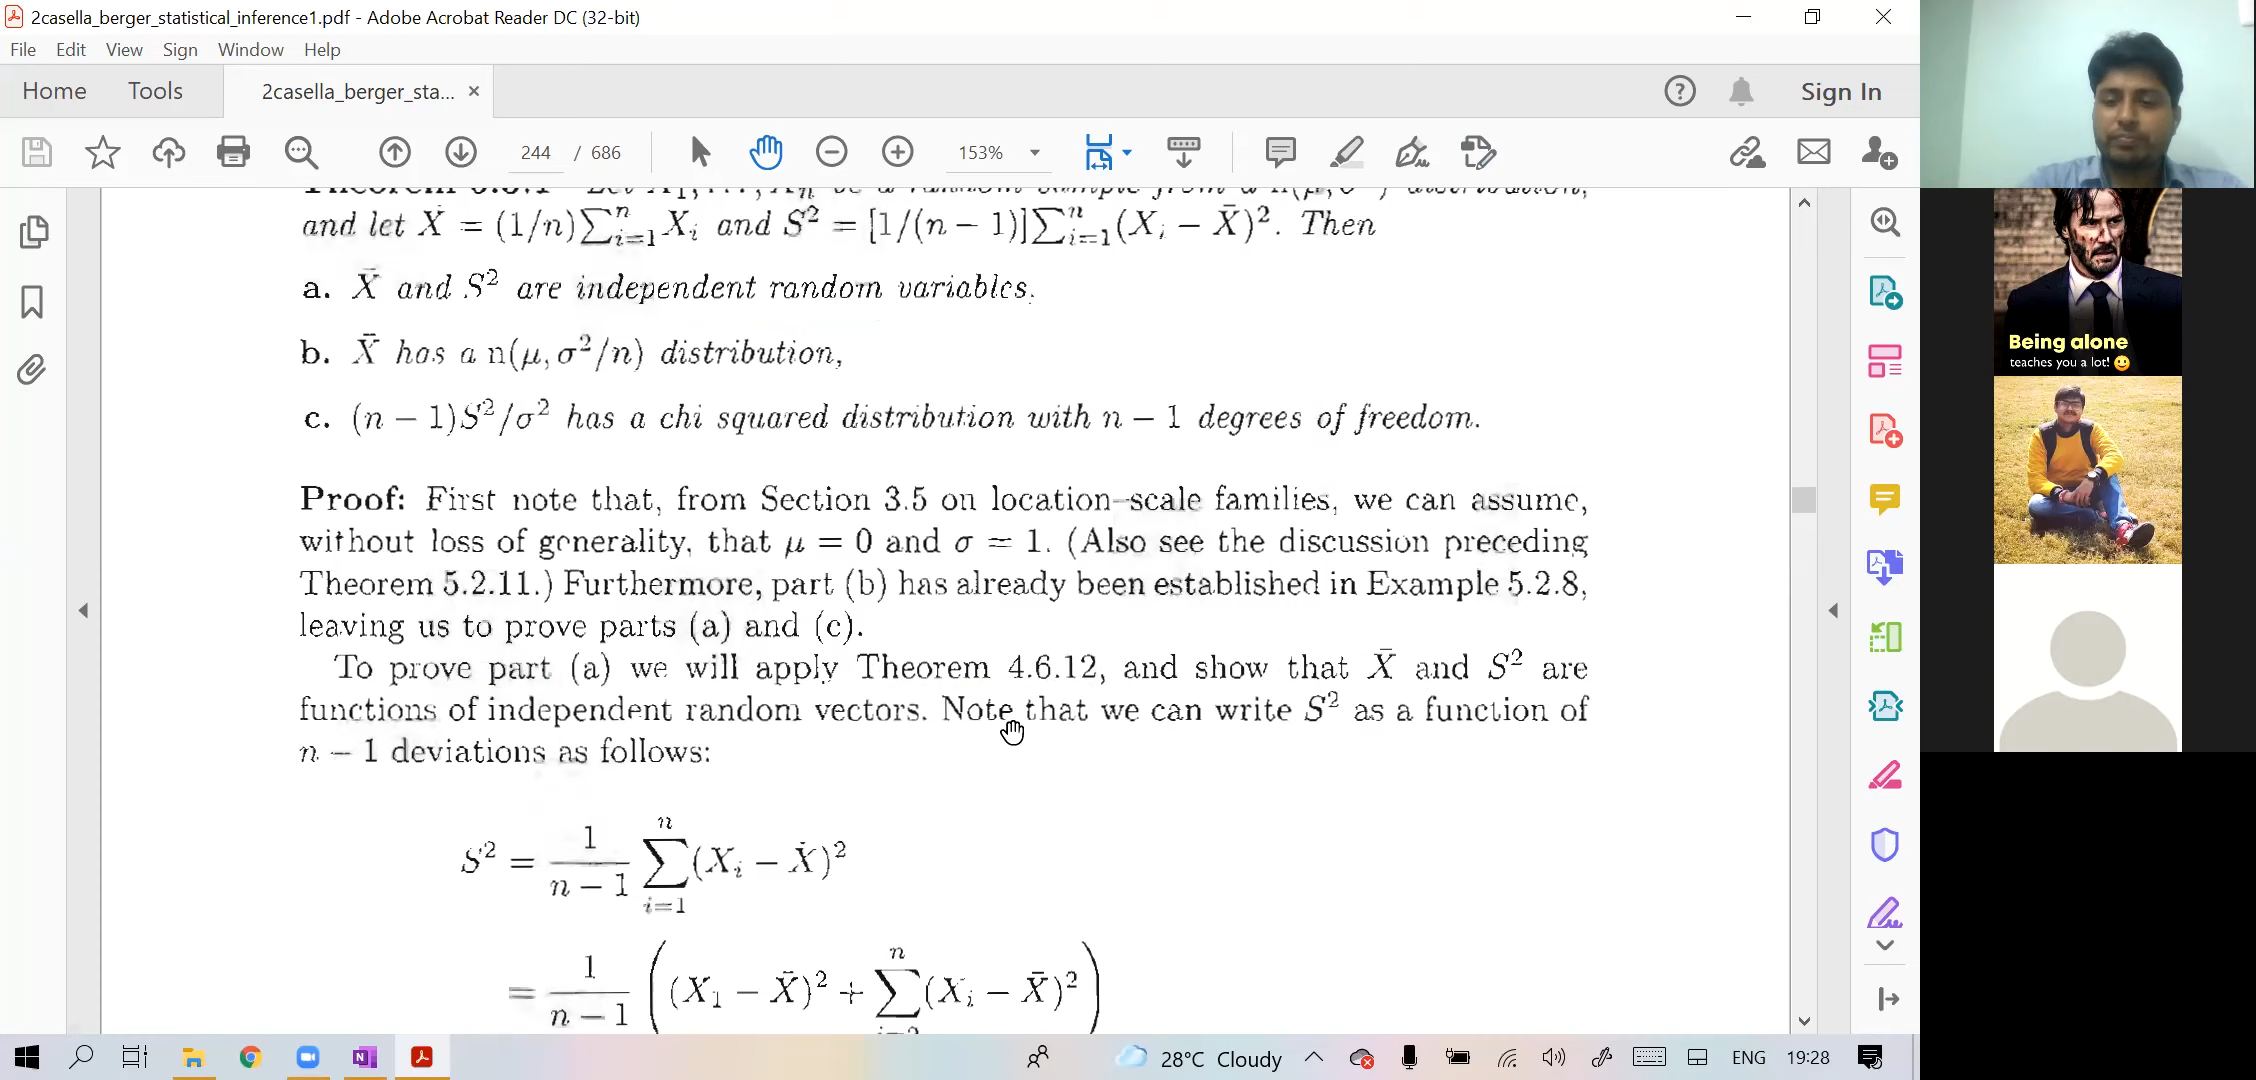 2casella_berger_statistical_inference1.pdf - Adobe Acrobat Reader DC (32-bit)
File Edit View Sign Window Help
Home Tools 2casella_berger_sta... × Sign In
244 / 686 153%
and let X̄ = (1/n)∑ⁿᵢ₌₁ Xᵢ and S² = [1/(n − 1)]∑ⁿᵢ₌₁(Xᵢ − X̄)². Then
a. X̄ and S² are independent random variables.
b. X̄ has a n(μ, σ²/n) distribution,
c. (n − 1)S²/σ² has a chi squared distribution with n − 1 degrees of freedom.
Proof: First note that, from Section 3.5 on location–scale families, we can assume,
without loss of generality, that μ = 0 and σ = 1. (Also see the discussion preceding
Theorem 5.2.11.) Furthermore, part (b) has already been established in Example 5.2.8,
leaving us to prove parts (a) and (c).
To prove part (a) we will apply Theorem 4.6.12, and show that X̄ and S² are
functions of independent random vectors. Note that we can write S² as a function of
n − 1 deviations as follows:
S² = 1/(n − 1) ∑ⁿᵢ₌₁(Xᵢ − X̄)²
= 1/(n − 1) ((X₁ − X̄)² + ∑ⁿᵢ₌₂(Xᵢ − X̄)²)
Being alone
teaches you a lot!
28°C Cloudy ENG 19:28